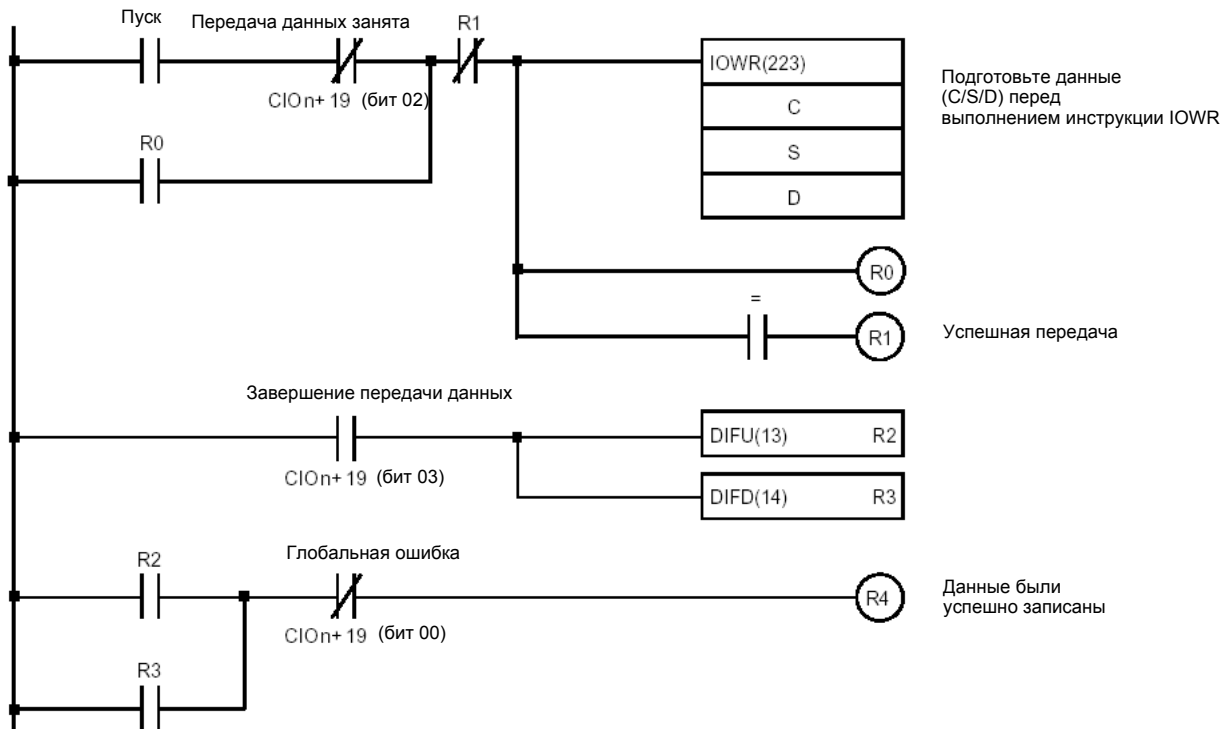 Пуск
Передача данных занята
R1
IOWR(223)
C
S
D
CIOn+ 19 (бит 02)
Подготовьте данные
(C/S/D) перед
выполнением инструкции IOWR
R0
R0
=
R1
Успешная передача
Завершение передачи данных
CIOn+ 19 (бит 03)
DIFU(13) R2
DIFD(14) R3
R2
Глобальная ошибка
CIOn+ 19 (бит 00)
R4
Данные были
успешно записаны
R3